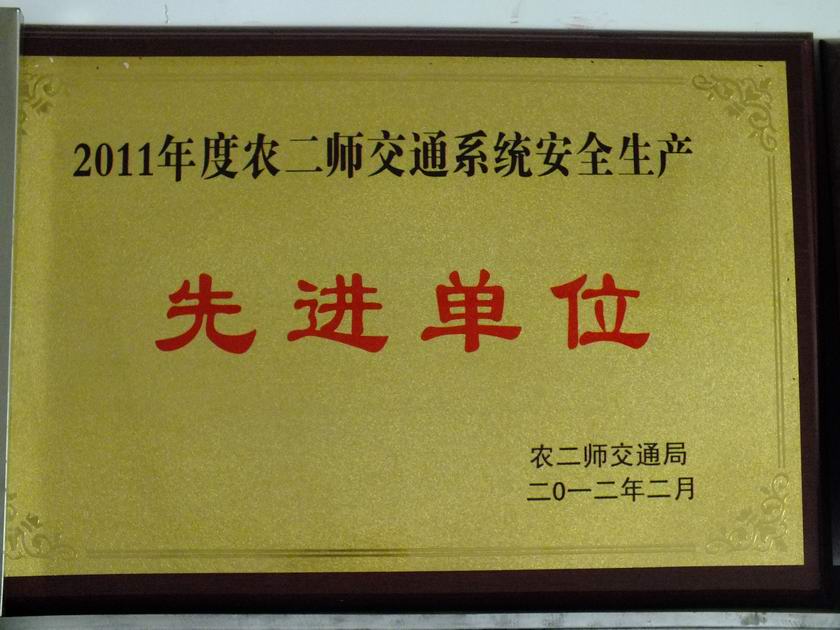 2011年度农二师交通系统安全生产
先进单位
农二师交通局
二0一二年二月